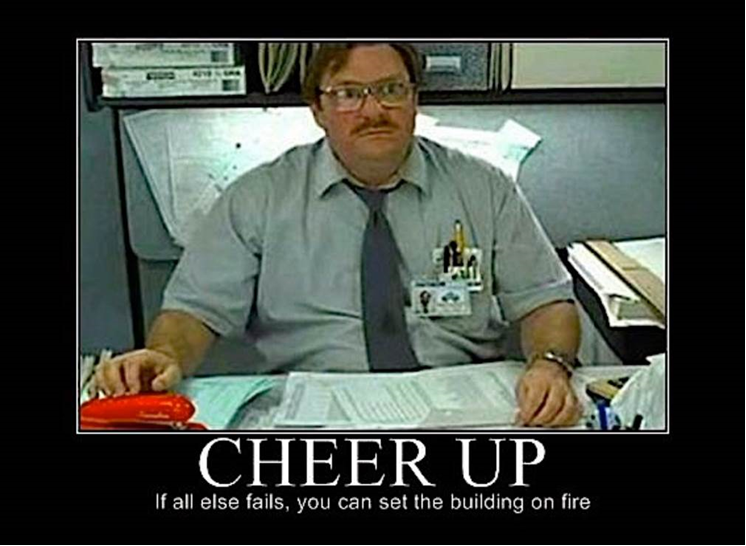 CHEER UP
If all else fails, you can set the building on fire